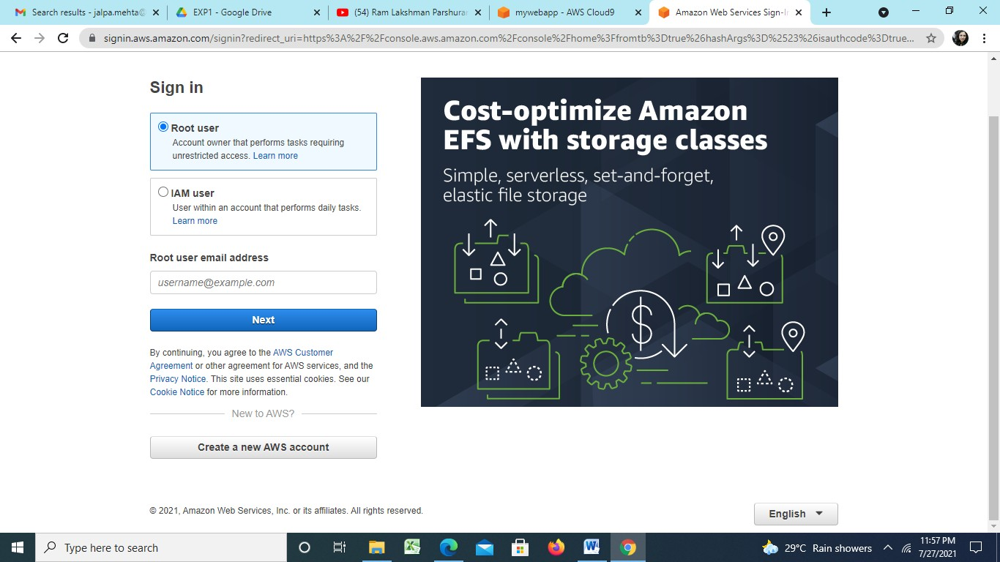 Search results - jalpa.mehta@
EXP1 - Google Drive
(54) Ram Lakshman Parshuram
mywebapp - AWS Cloud9
Amazon Web Services Sign-In
signin.aws.amazon.com/signin?redirect_uri=https%3A%2F%2Fconsole.aws.amazon.com%2Fconsole%2Fhome%3Ffromtb%3Dtrue%26hashArgs%3D%2523%26isauthcode%3Dtrue...
Sign in
Root user
Account owner that performs tasks requiring
unrestricted access. Learn more
IAM user
User within an account that performs daily tasks.
Learn more
Root user email address
username@example.com
Next
By continuing, you agree to the AWS Customer
Agreement or other agreement for AWS services, and the
Privacy Notice. This site uses essential cookies. See our
Cookie Notice for more information.
New to AWS?
Create a new AWS account
Cost-optimize Amazon
EFS with storage classes
Simple, serverless, set-and-forget,
elastic file storage
$
© 2021, Amazon Web Services, Inc. or its affiliates. All rights reserved.
English
Type here to search
29°C Rain showers
11:57 PM
7/27/2021